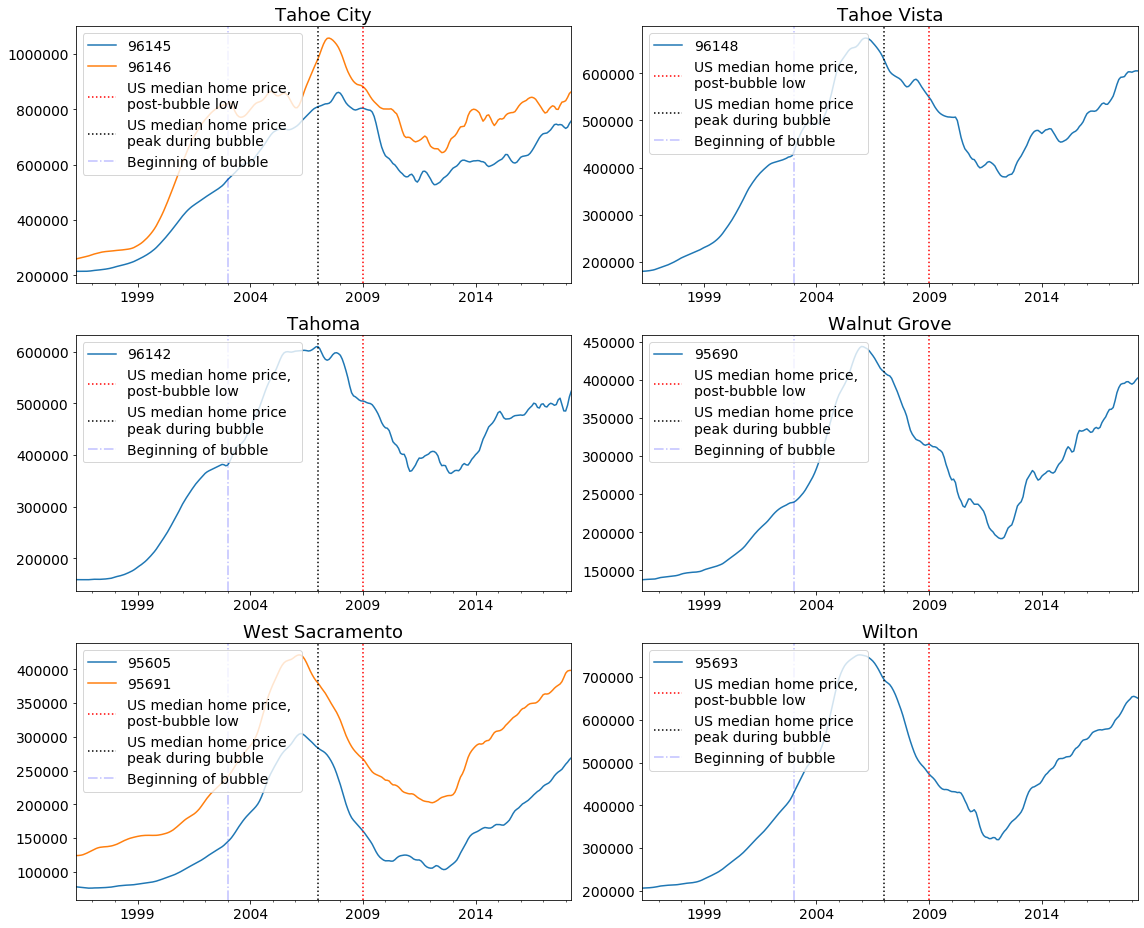 Tahoe City
96145
96146
US median home price,
post-bubble low
US median home price
peak during bubble
Beginning of bubble
1000000
800000
600000
400000
200000
1999
2004
2009
2014
Tahoe Vista
96148
US median home price,
post-bubble low
US median home price
peak during bubble
Beginning of bubble
600000
500000
400000
300000
200000
1999
2004
2009
2014
Tahoma
96142
US median home price,
post-bubble low
US median home price
peak during bubble
Beginning of bubble
600000
500000
400000
300000
200000
1999
2004
2009
2014
Walnut Grove
95690
US median home price,
post-bubble low
US median home price
peak during bubble
Beginning of bubble
450000
400000
350000
300000
250000
200000
150000
1999
2004
2009
2014
West Sacramento
95605
95691
US median home price,
post-bubble low
US median home price
peak during bubble
Beginning of bubble
400000
350000
300000
250000
200000
150000
100000
1999
2004
2009
2014
Wilton
95693
US median home price,
post-bubble low
US median home price
peak during bubble
Beginning of bubble
700000
600000
500000
400000
300000
200000
1999
2004
2009
2014